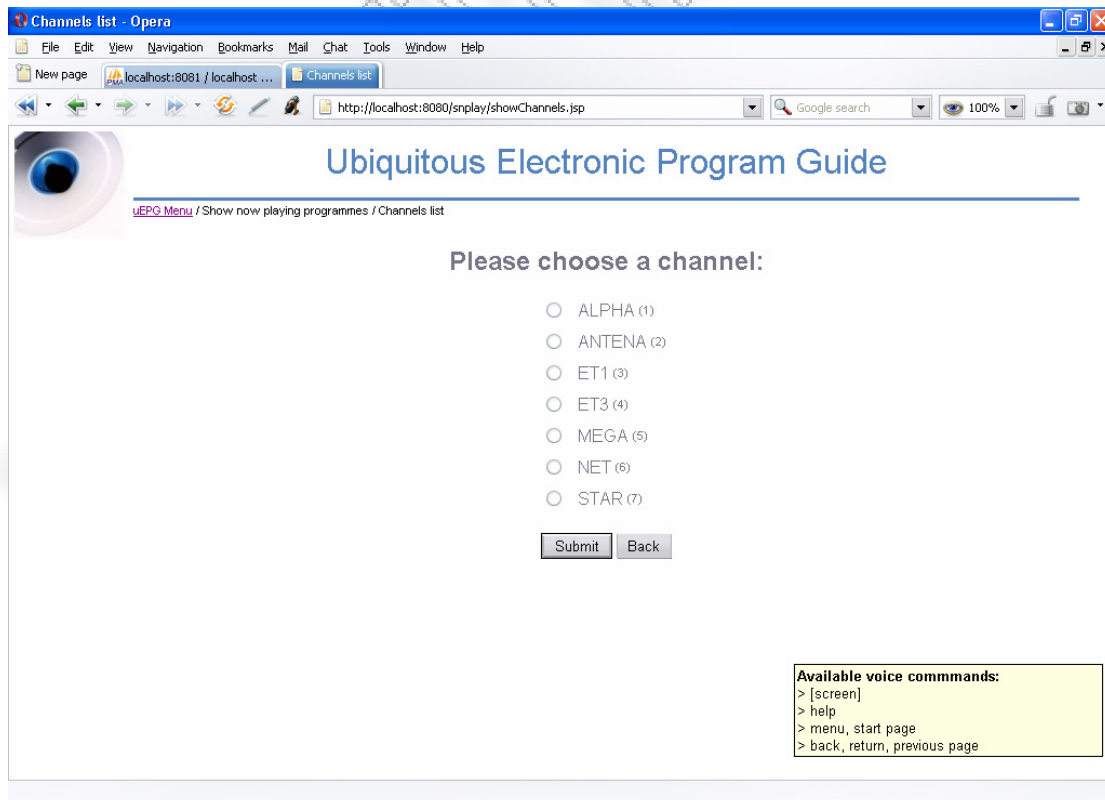 Channels list - Opera
File Edit View Navigation Bookmarks Mail Chat Tools Window Help
New page localhost:8081 / localhost ... Channels list
http://localhost:8080/snplay/showChannels.jsp Google search 100%
Ubiquitous Electronic Program Guide
uEPG Menu / Show now playing programmes / Channels list
Please choose a channel:
ALPHA (1)
ANTENA (2)
ET1 (3)
ET3 (4)
MEGA (5)
NET (6)
STAR (7)
Submit Back
Available voice commmands:
> [screen]
> help
> menu, start page
> back, return, previous page